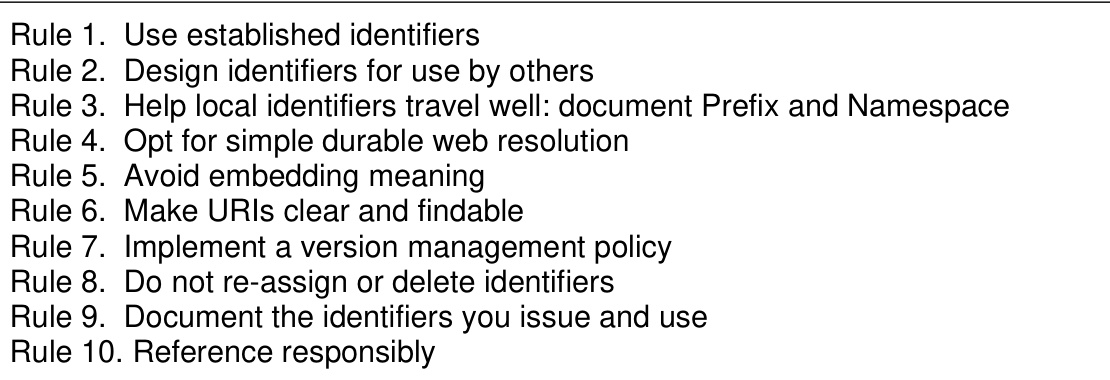 Rule 1. Use established identifiers
Rule 2. Design identifiers for use by others
Rule 3. Help local identifiers travel well: document Prefix and Namespace
Rule 4. Opt for simple durable web resolution
Rule 5. Avoid embedding meaning
Rule 6. Make URIs clear and findable
Rule 7. Implement a version management policy
Rule 8. Do not re-assign or delete identifiers
Rule 9. Document the identifiers you issue and use
Rule 10. Reference responsibly